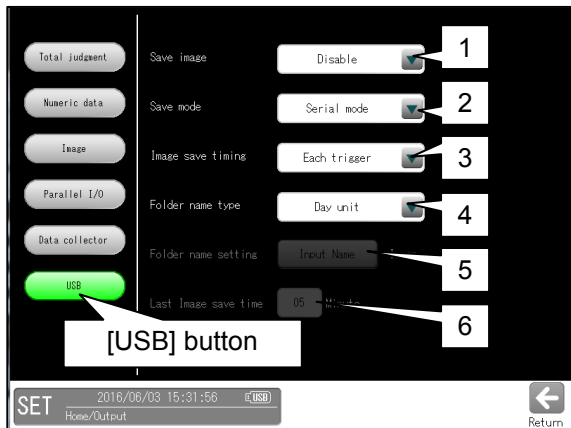 Total judgment
Numeric data
Image
Parallel I/O
Data collector
USB
Save image Disable 1
Save mode Serial mode 2
Image save timing Each trigger 3
Folder name type Day unit 4
Folder name setting Input Name 5
Last Image save time 05 Minute 6
[USB] button
SET 2016/06/03 15:31:56 USB
Home/Output
Return